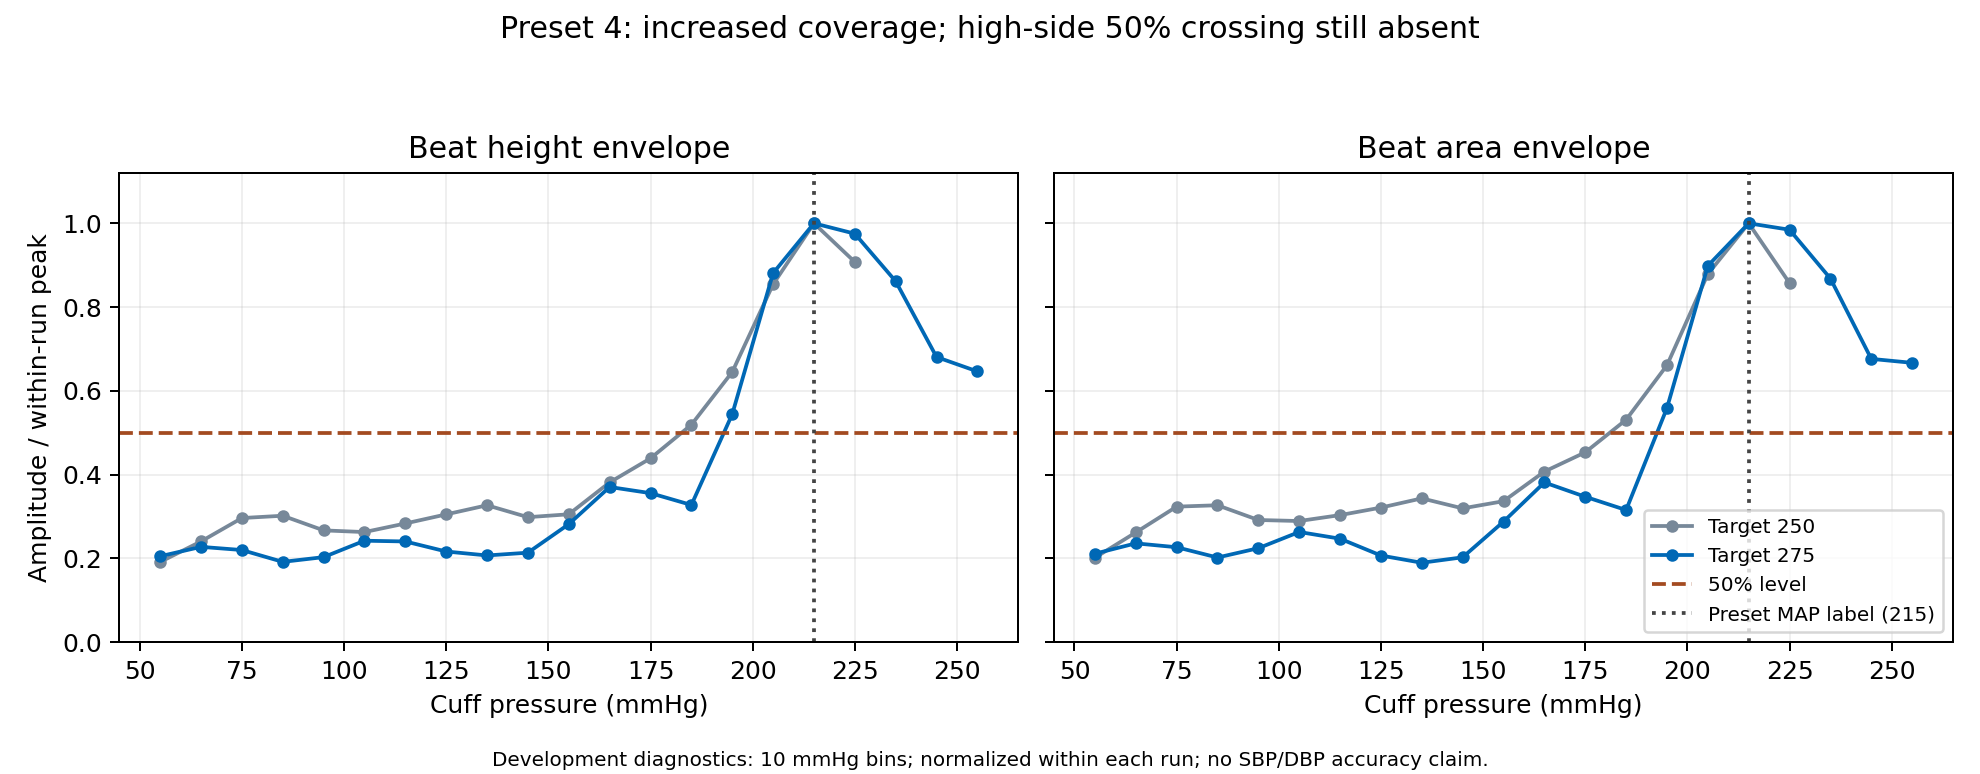 Preset 4: increased coverage; high-side 50% crossing still absent
Beat height envelope
Amplitude / within-run peak
1.0
0.8
0.6
0.4
0.2
0.0
50 75 100 125 150 175 200 225 250
Cuff pressure (mmHg)
Beat area envelope
Target 250
Target 275
50% level
Preset MAP label (215)
50 75 100 125 150 175 200 225 250
Cuff pressure (mmHg)
Development diagnostics: 10 mmHg bins; normalized within each run; no SBP/DBP accuracy claim.